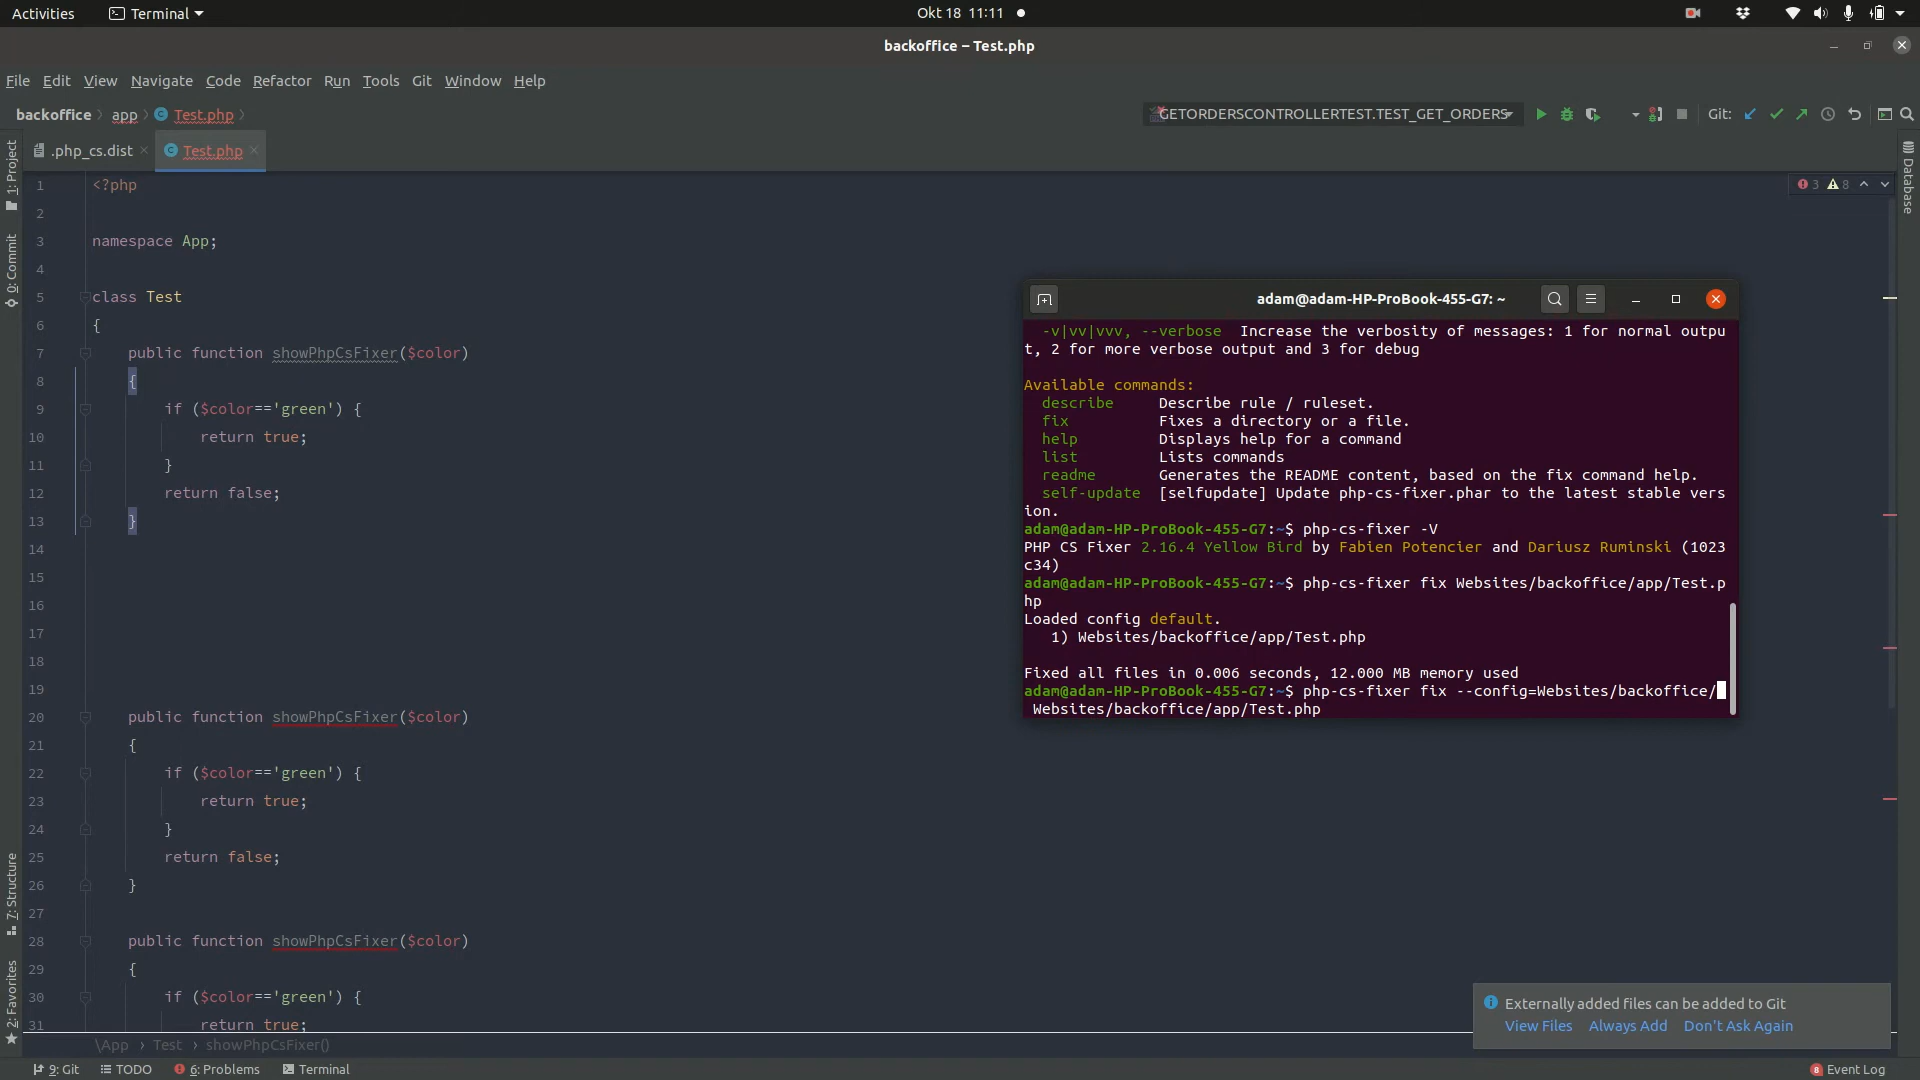 Activities
Terminal
Okt 18 11:11
backoffice – Test.php
File Edit View Navigate Code Refactor Run Tools Git Window Help
backoffice app Test.php
GETORDERSCONTROLLERTEST.TEST_GET_ORDERS
Git:
.php_cs.dist
Test.php
1: Project
0: Commit
7: Structure
2: Favorites
Database
3 8
1 <?php
2
3 namespace App;
4
5 class Test
6 {
7 public function showPhpCsFixer($color)
8 {
9 if ($color=='green') {
10 return true;
11 }
12 return false;
13 }
14
15
16
17
18
19
20 public function showPhpCsFixer($color)
21 {
22 if ($color=='green') {
23 return true;
24 }
25 return false;
26 }
27
28 public function showPhpCsFixer($color)
29 {
30 if ($color=='green') {
31 return true;
\App › Test › showPhpCsFixer()
adam@adam-HP-ProBook-455-G7: ~
-v|vv|vvv, --verbose Increase the verbosity of messages: 1 for normal outpu
t, 2 for more verbose output and 3 for debug
Available commands:
describe Describe rule / ruleset.
fix Fixes a directory or a file.
help Displays help for a command
list Lists commands
readme Generates the README content, based on the fix command help.
self-update [selfupdate] Update php-cs-fixer.phar to the latest stable vers
ion.
adam@adam-HP-ProBook-455-G7:~$ php-cs-fixer -V
PHP CS Fixer 2.16.4 Yellow Bird by Fabien Potencier and Dariusz Ruminski (1023
c34)
adam@adam-HP-ProBook-455-G7:~$ php-cs-fixer fix Websites/backoffice/app/Test.p
hp
Loaded config default.
1) Websites/backoffice/app/Test.php
Fixed all files in 0.006 seconds, 12.000 MB memory used
adam@adam-HP-ProBook-455-G7:~$ php-cs-fixer fix --config=Websites/backoffice/
Websites/backoffice/app/Test.php
Externally added files can be added to Git
View Files Always Add Don't Ask Again
9: Git
TODO
6: Problems
Terminal
8 Event Log